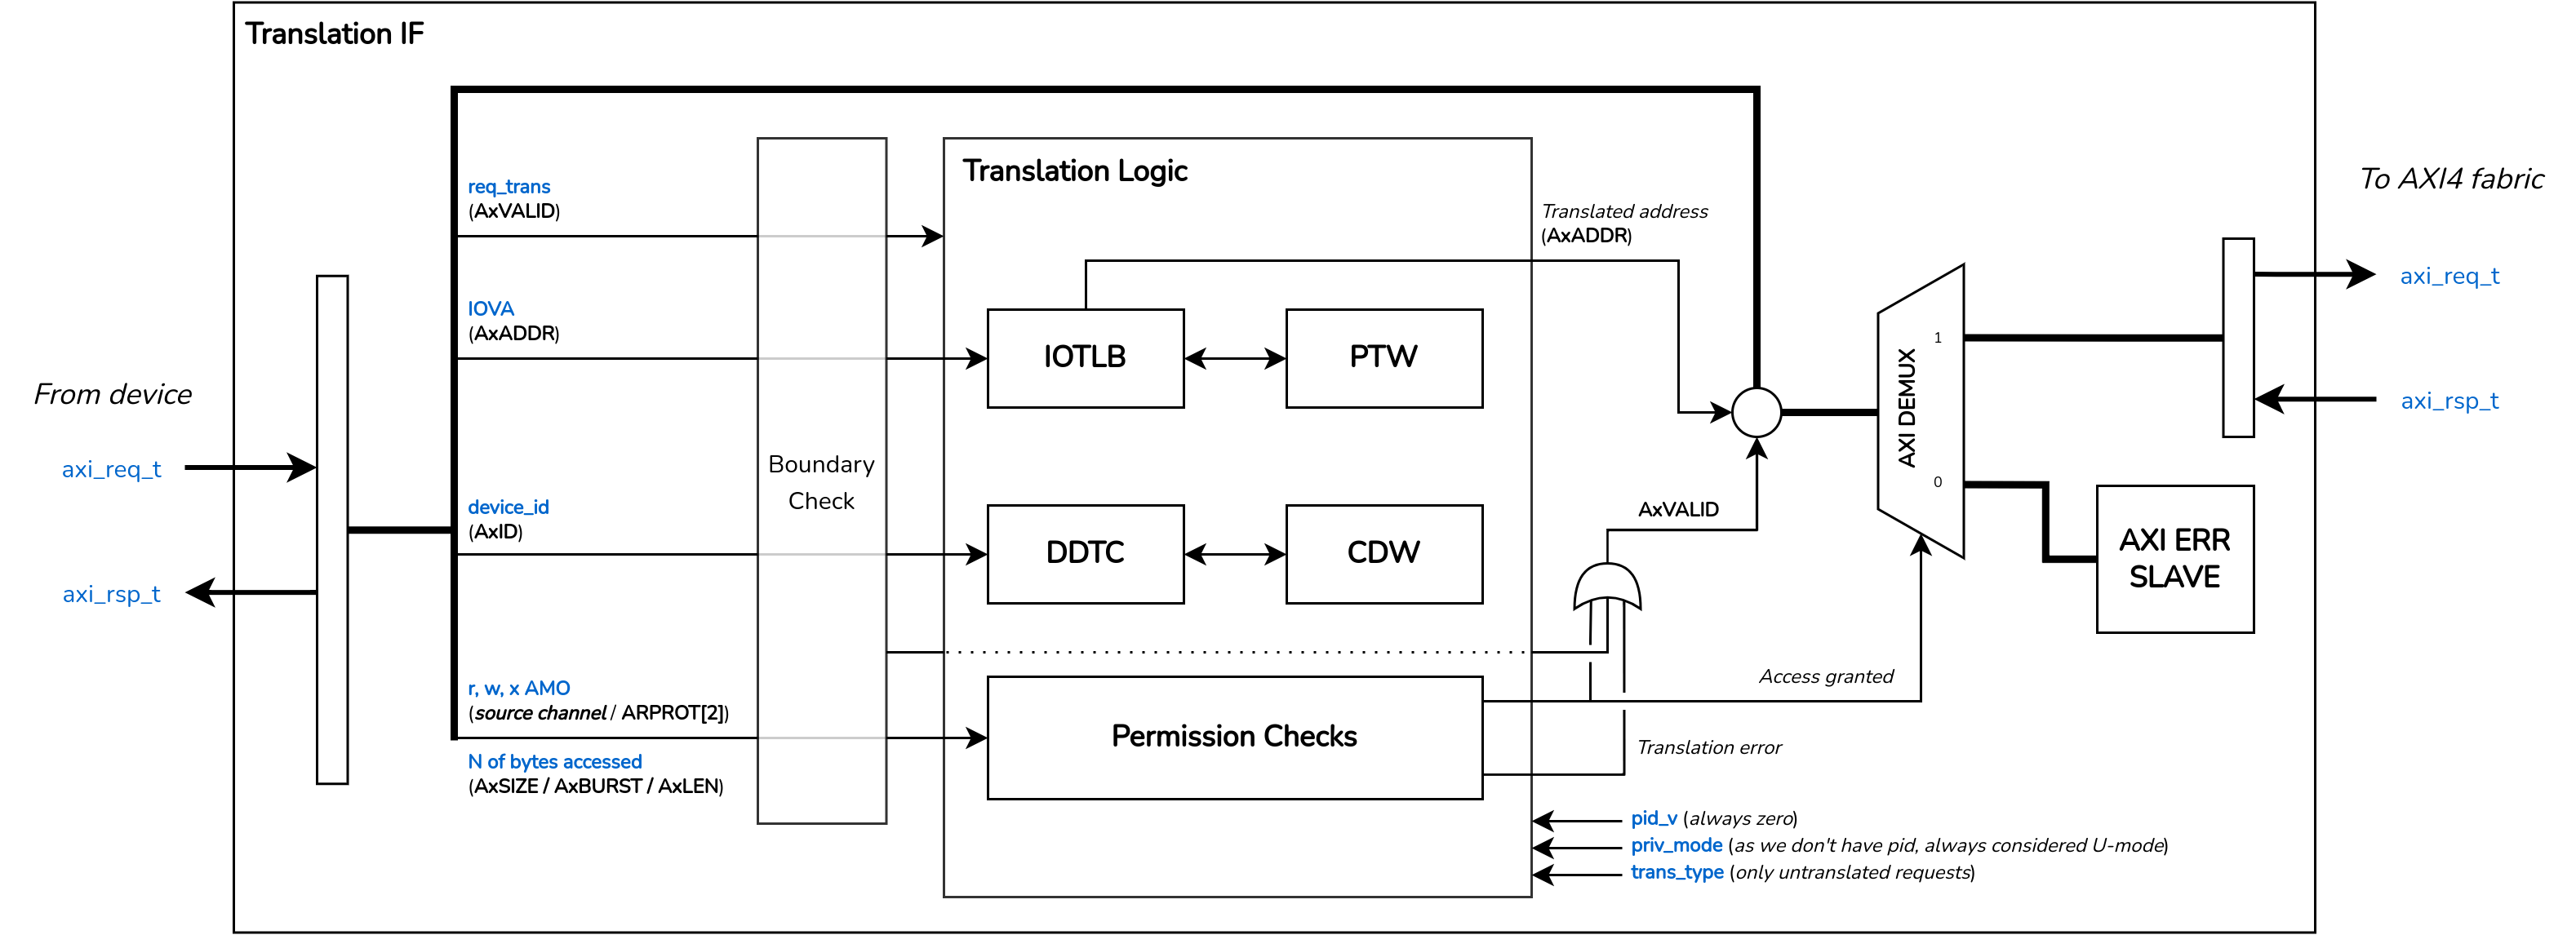 Translation IF
From device
axi_req_t
axi_rsp_t
req_trans
(AxVALID)
IOVA
(AxADDR)
device_id
(AxID)
r, w, x AMO
(source channel / ARPROT[2])
N of bytes accessed
(AxSIZE / AxBURST / AxLEN)
Boundary
Check
Translation Logic
IOTLB
PTW
DDTC
CDW
Permission Checks
Translated address
(AxADDR)
AxVALID
Access granted
Translation error
pid_v (always zero)
priv_mode (as we don't have pid, always considered U-mode)
trans_type (only untranslated requests)
AXI DEMUX
1
0
AXI ERR
SLAVE
To AXI4 fabric
axi_req_t
axi_rsp_t